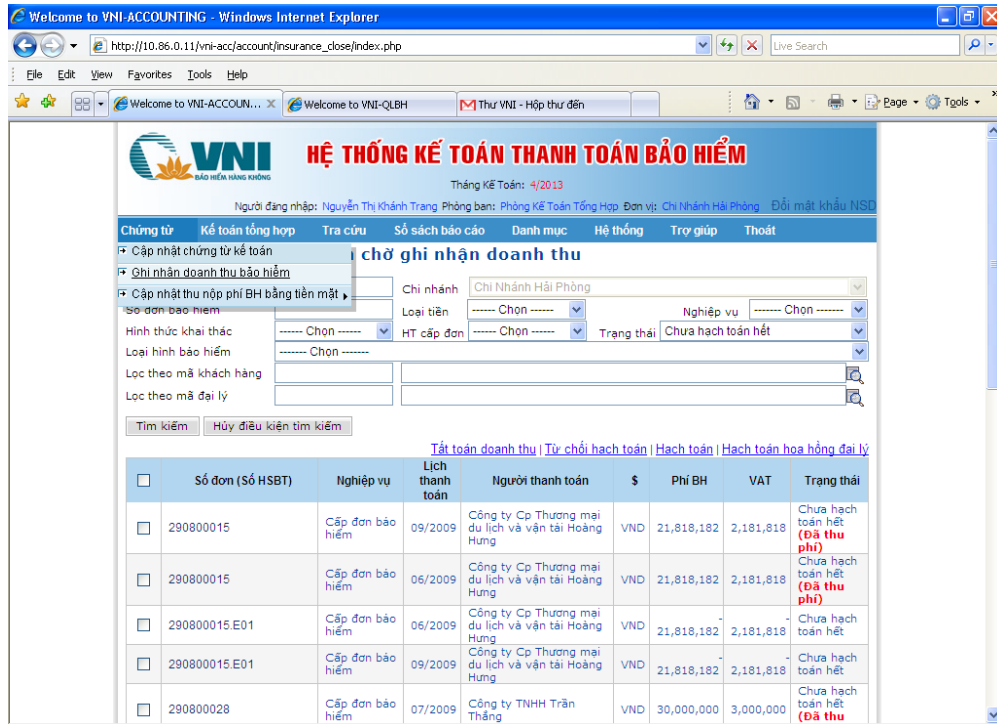 Welcome to VNI-ACCOUNTING - Windows Internet Explorer
http://10.86.0.11/vni-acc/account/insurance_close/index.php
Live Search
File Edit View Favorites Tools Help
Welcome to VNI-ACCOUN... Welcome to VNI-QLBH Thư VNI - Hộp thư đến Page Tools
VNI
BẢO HIỂM HÀNG KHÔNG
HỆ THỐNG KẾ TOÁN THANH TOÁN BẢO HIỂM
Tháng Kế Toán: 4/2013
Người đăng nhập: Nguyễn Thị Khánh Trang Phòng ban: Phòng Kế Toán Tổng Hợp Đơn vị: Chi Nhánh Hải Phòng Đổi mật khẩu NSD
Chứng từ Kế toán tổng hợp Tra cứu Sổ sách báo cáo Danh mục Hệ thống Trợ giúp Thoát
Cập nhật chứng từ kế toán
chờ ghi nhận doanh thu
Ghi nhận doanh thu bảo hiểm
Cập nhật thu nộp phí BH bằng tiền mặt
Chi nhánh Chi Nhánh Hải Phòng
Số đơn bảo hiểm Loại tiền ------ Chọn ------ Nghiệp vụ ------- Chọn -------
Hình thức khai thác ------ Chọn ------ HT cấp đơn ------ Chọn ------ Trạng thái Chưa hạch toán hết
Loại hình bảo hiểm ------- Chọn -------
Lọc theo mã khách hàng
Lọc theo mã đại lý
Tìm kiếm Hủy điều kiện tìm kiếm
Tất toán doanh thu | Từ chối hạch toán | Hạch toán | Hạch toán hoa hồng đại lý
Số đơn (Số HSBT) Nghiệp vụ Lịch thanh toán Người thanh toán $ Phí BH VAT Trạng thái
290800015 Cấp đơn bảo hiểm 09/2009 Công ty Cp Thương mại du lịch và vận tải Hoàng Hưng VND 21,818,182 2,181,818 Chưa hạch toán hết (Đã thu phí)
290800015 Cấp đơn bảo hiểm 06/2009 Công ty Cp Thương mại du lịch và vận tải Hoàng Hưng VND 21,818,182 2,181,818 Chưa hạch toán hết (Đã thu phí)
290800015.E01 Cấp đơn bảo hiểm 06/2009 Công ty Cp Thương mại du lịch và vận tải Hoàng Hưng VND -21,818,182 -2,181,818 Chưa hạch toán hết
290800015.E01 Cấp đơn bảo hiểm 09/2009 Công ty Cp Thương mại du lịch và vận tải Hoàng Hưng VND -21,818,182 -2,181,818 Chưa hạch toán hết
290800028 Cấp đơn bảo hiểm 07/2009 Công ty TNHH Trần Thắng VND 30,000,000 3,000,000 Chưa hạch toán hết (Đã thu